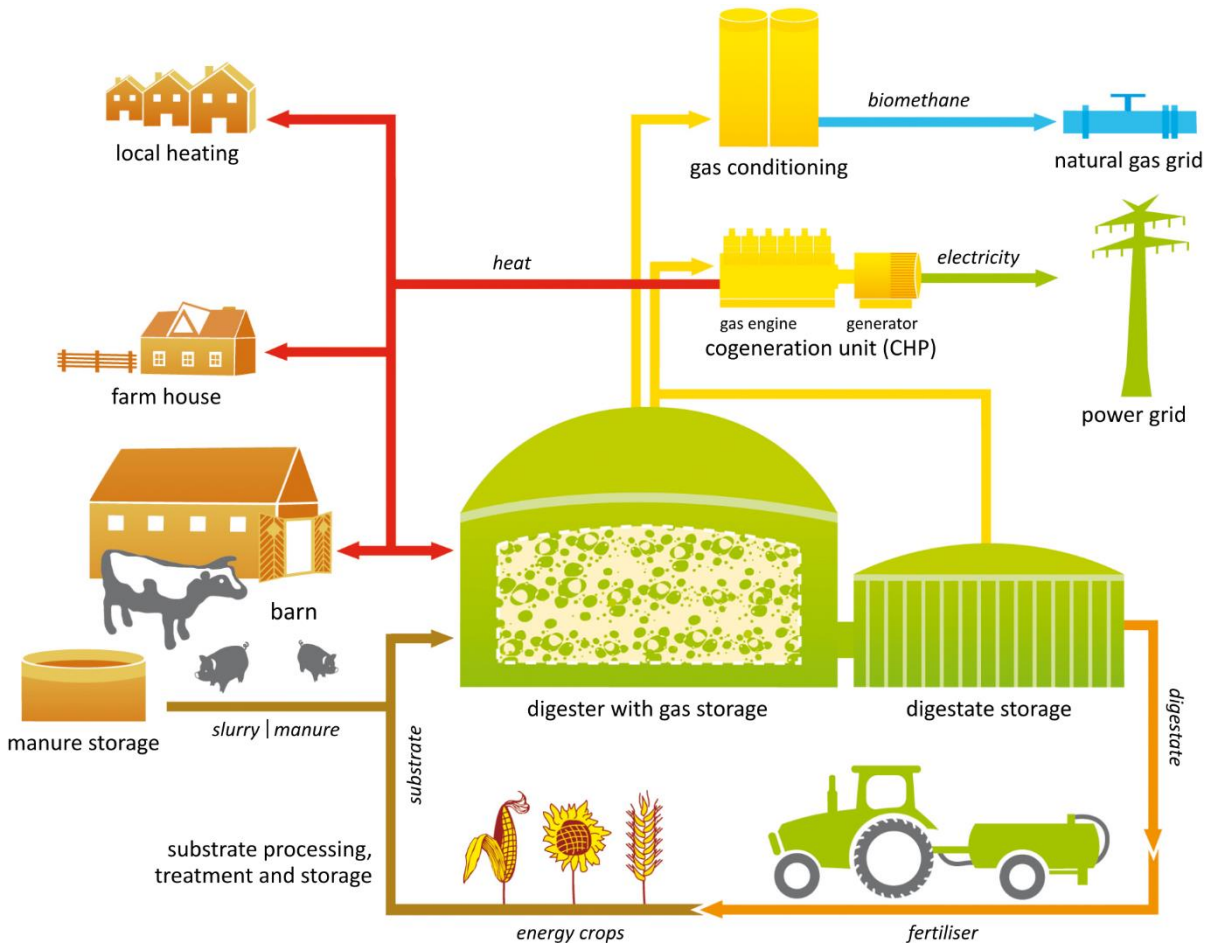 biomethane
local heating
gas conditioning
natural gas grid
heat
electricity
gas engine
generator
cogeneration unit (CHP)
farm house
power grid
barn
digester with gas storage
digestate storage
manure storage
slurry | manure
substrate
digestate
substrate processing,
treatment and storage
energy crops
fertiliser